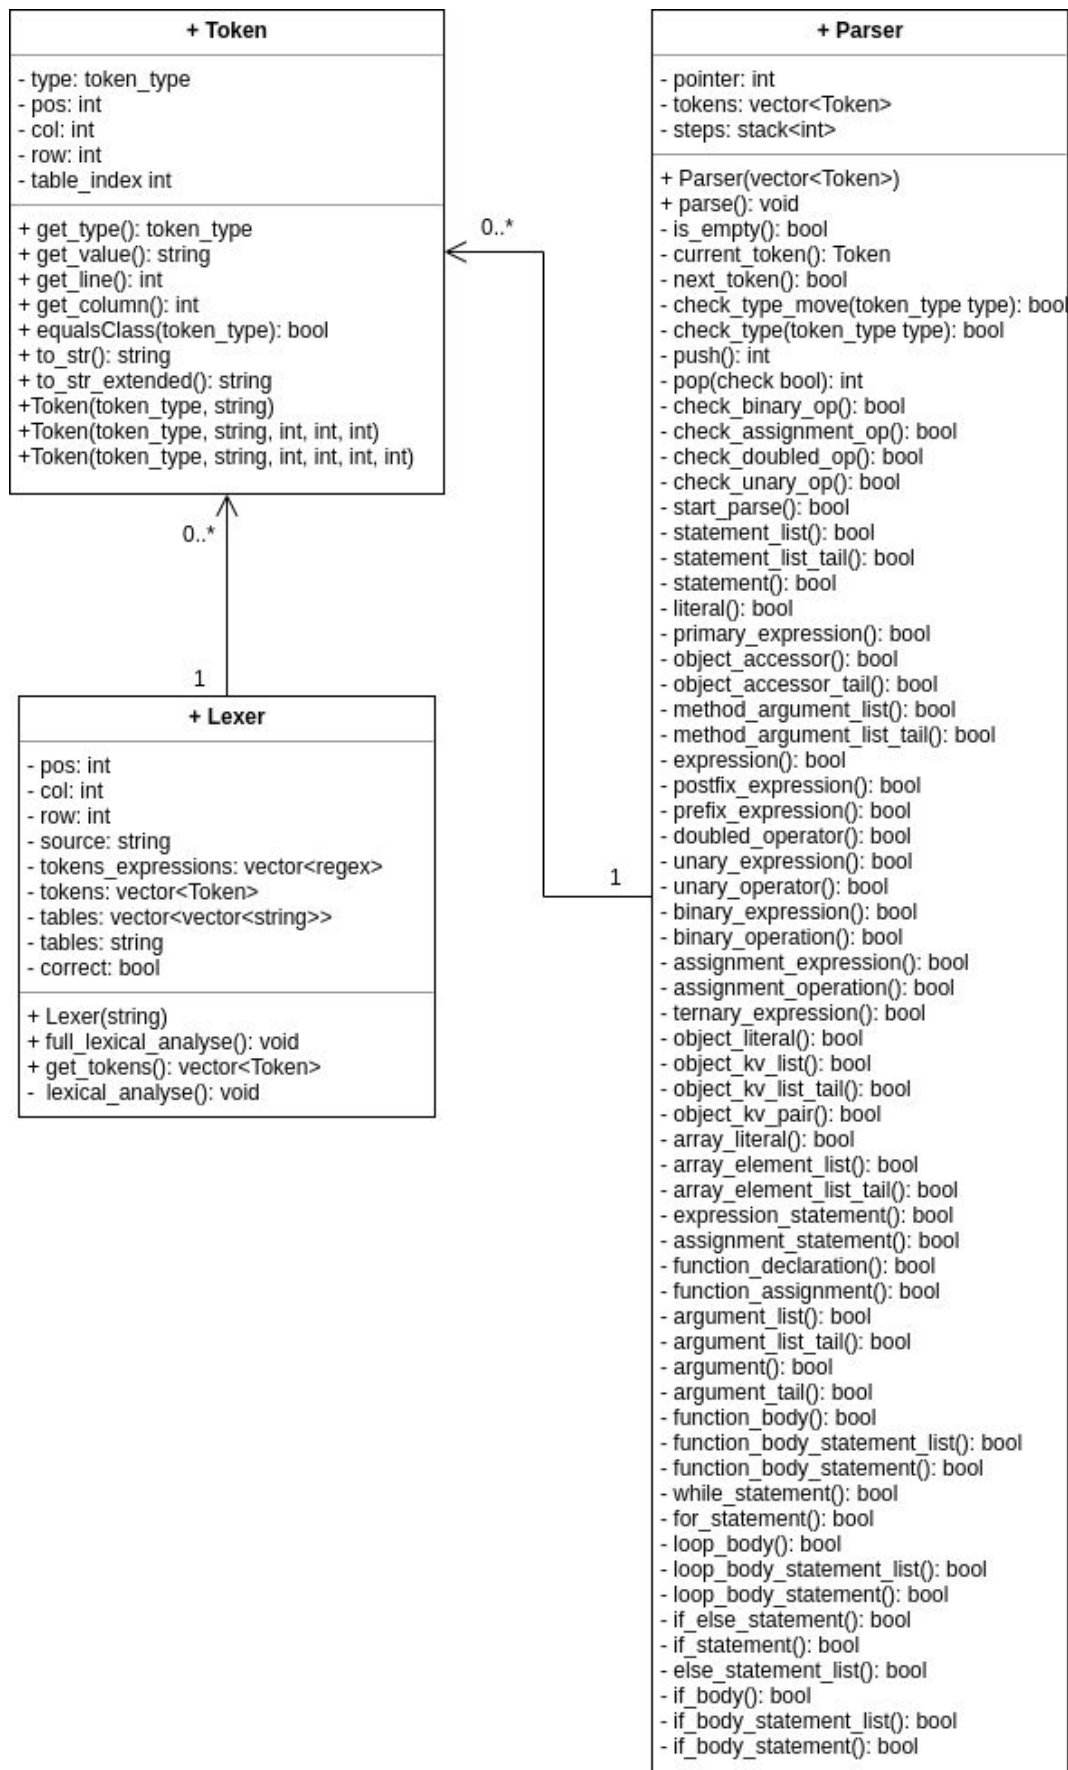 + Token
- type: token_type
- pos: int
- col: int
- row: int
- table_index int
+ get_type(): token_type
+ get_value(): string
+ get_line(): int
+ get_column(): int
+ equalsClass(token_type): bool
+ to_str(): string
+ to_str_extended(): string
+Token(token_type, string)
+Token(token_type, string, int, int, int)
+Token(token_type, string, int, int, int, int)
0..*
1
+ Lexer
- pos: int
- col: int
- row: int
- source: string
- tokens_expressions: vector<regex>
- tokens: vector<Token>
- tables: vector<vector<string>>
- tables: string
- correct: bool
+ Lexer(string)
+ full_lexical_analyse(): void
+ get_tokens(): vector<Token>
- lexical_analyse(): void
0..*
1
+ Parser
- pointer: int
- tokens: vector<Token>
- steps: stack<int>
+ Parser(vector<Token>)
+ parse(): void
- is_empty(): bool
- current_token(): Token
- next_token(): bool
- check_type_move(token_type type): bool
- check_type(token_type type): bool
- push(): int
- pop(check bool): int
- check_binary_op(): bool
- check_assignment_op(): bool
- check_doubled_op(): bool
- check_unary_op(): bool
- start_parse(): bool
- statement_list(): bool
- statement_list_tail(): bool
- statement(): bool
- literal(): bool
- primary_expression(): bool
- object_accessor(): bool
- object_accessor_tail(): bool
- method_argument_list(): bool
- method_argument_list_tail(): bool
- expression(): bool
- postfix_expression(): bool
- prefix_expression(): bool
- doubled_operator(): bool
- unary_expression(): bool
- unary_operator(): bool
- binary_expression(): bool
- binary_operation(): bool
- assignment_expression(): bool
- assignment_operation(): bool
- ternary_expression(): bool
- object_literal(): bool
- object_kv_list(): bool
- object_kv_list_tail(): bool
- object_kv_pair(): bool
- array_literal(): bool
- array_element_list(): bool
- array_element_list_tail(): bool
- expression_statement(): bool
- assignment_statement(): bool
- function_declaration(): bool
- function_assignment(): bool
- argument_list(): bool
- argument_list_tail(): bool
- argument(): bool
- argument_tail(): bool
- function_body(): bool
- function_body_statement_list(): bool
- function_body_statement(): bool
- while_statement(): bool
- for_statement(): bool
- loop_body(): bool
- loop_body_statement_list(): bool
- loop_body_statement(): bool
- if_else_statement(): bool
- if_statement(): bool
- else_statement_list(): bool
- if_body(): bool
- if_body_statement_list(): bool
- if_body_statement(): bool